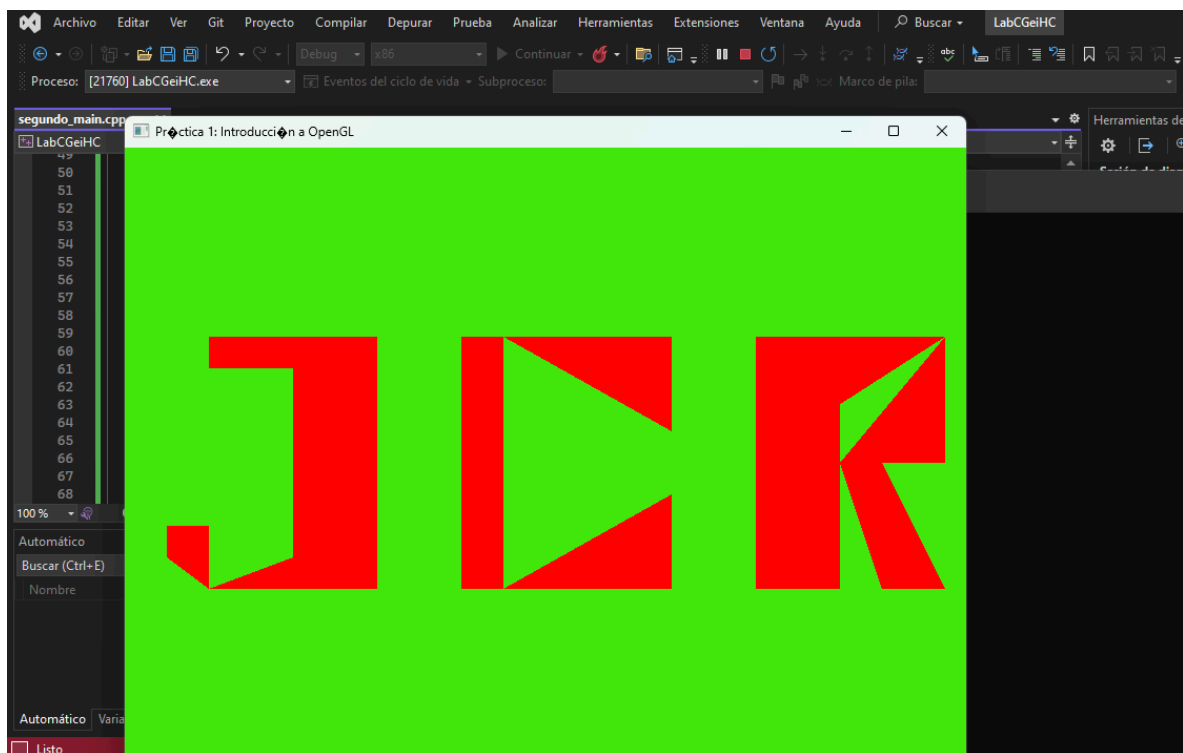 Archivo Editar Ver Git Proyecto Compilar Depurar Prueba Analizar Herramientas Extensiones Ventana Ayuda Buscar LabCGeiHC
Debug x86 Continuar
Proceso: [21760] LabCGeiHC.exe Eventos del ciclo de vida Subproceso: Marco de pila:
segundo_main.cpp
Pr�ctica 1: Introducci�n a OpenGL
Herramientas de
LabCGeiHC
49
50
51
52
53
54
55
56
57
58
59
60
61
62
63
64
65
66
67
68
JCR
100 %
Automático
Buscar (Ctrl+E)
Nombre
Automático Varia
Listo